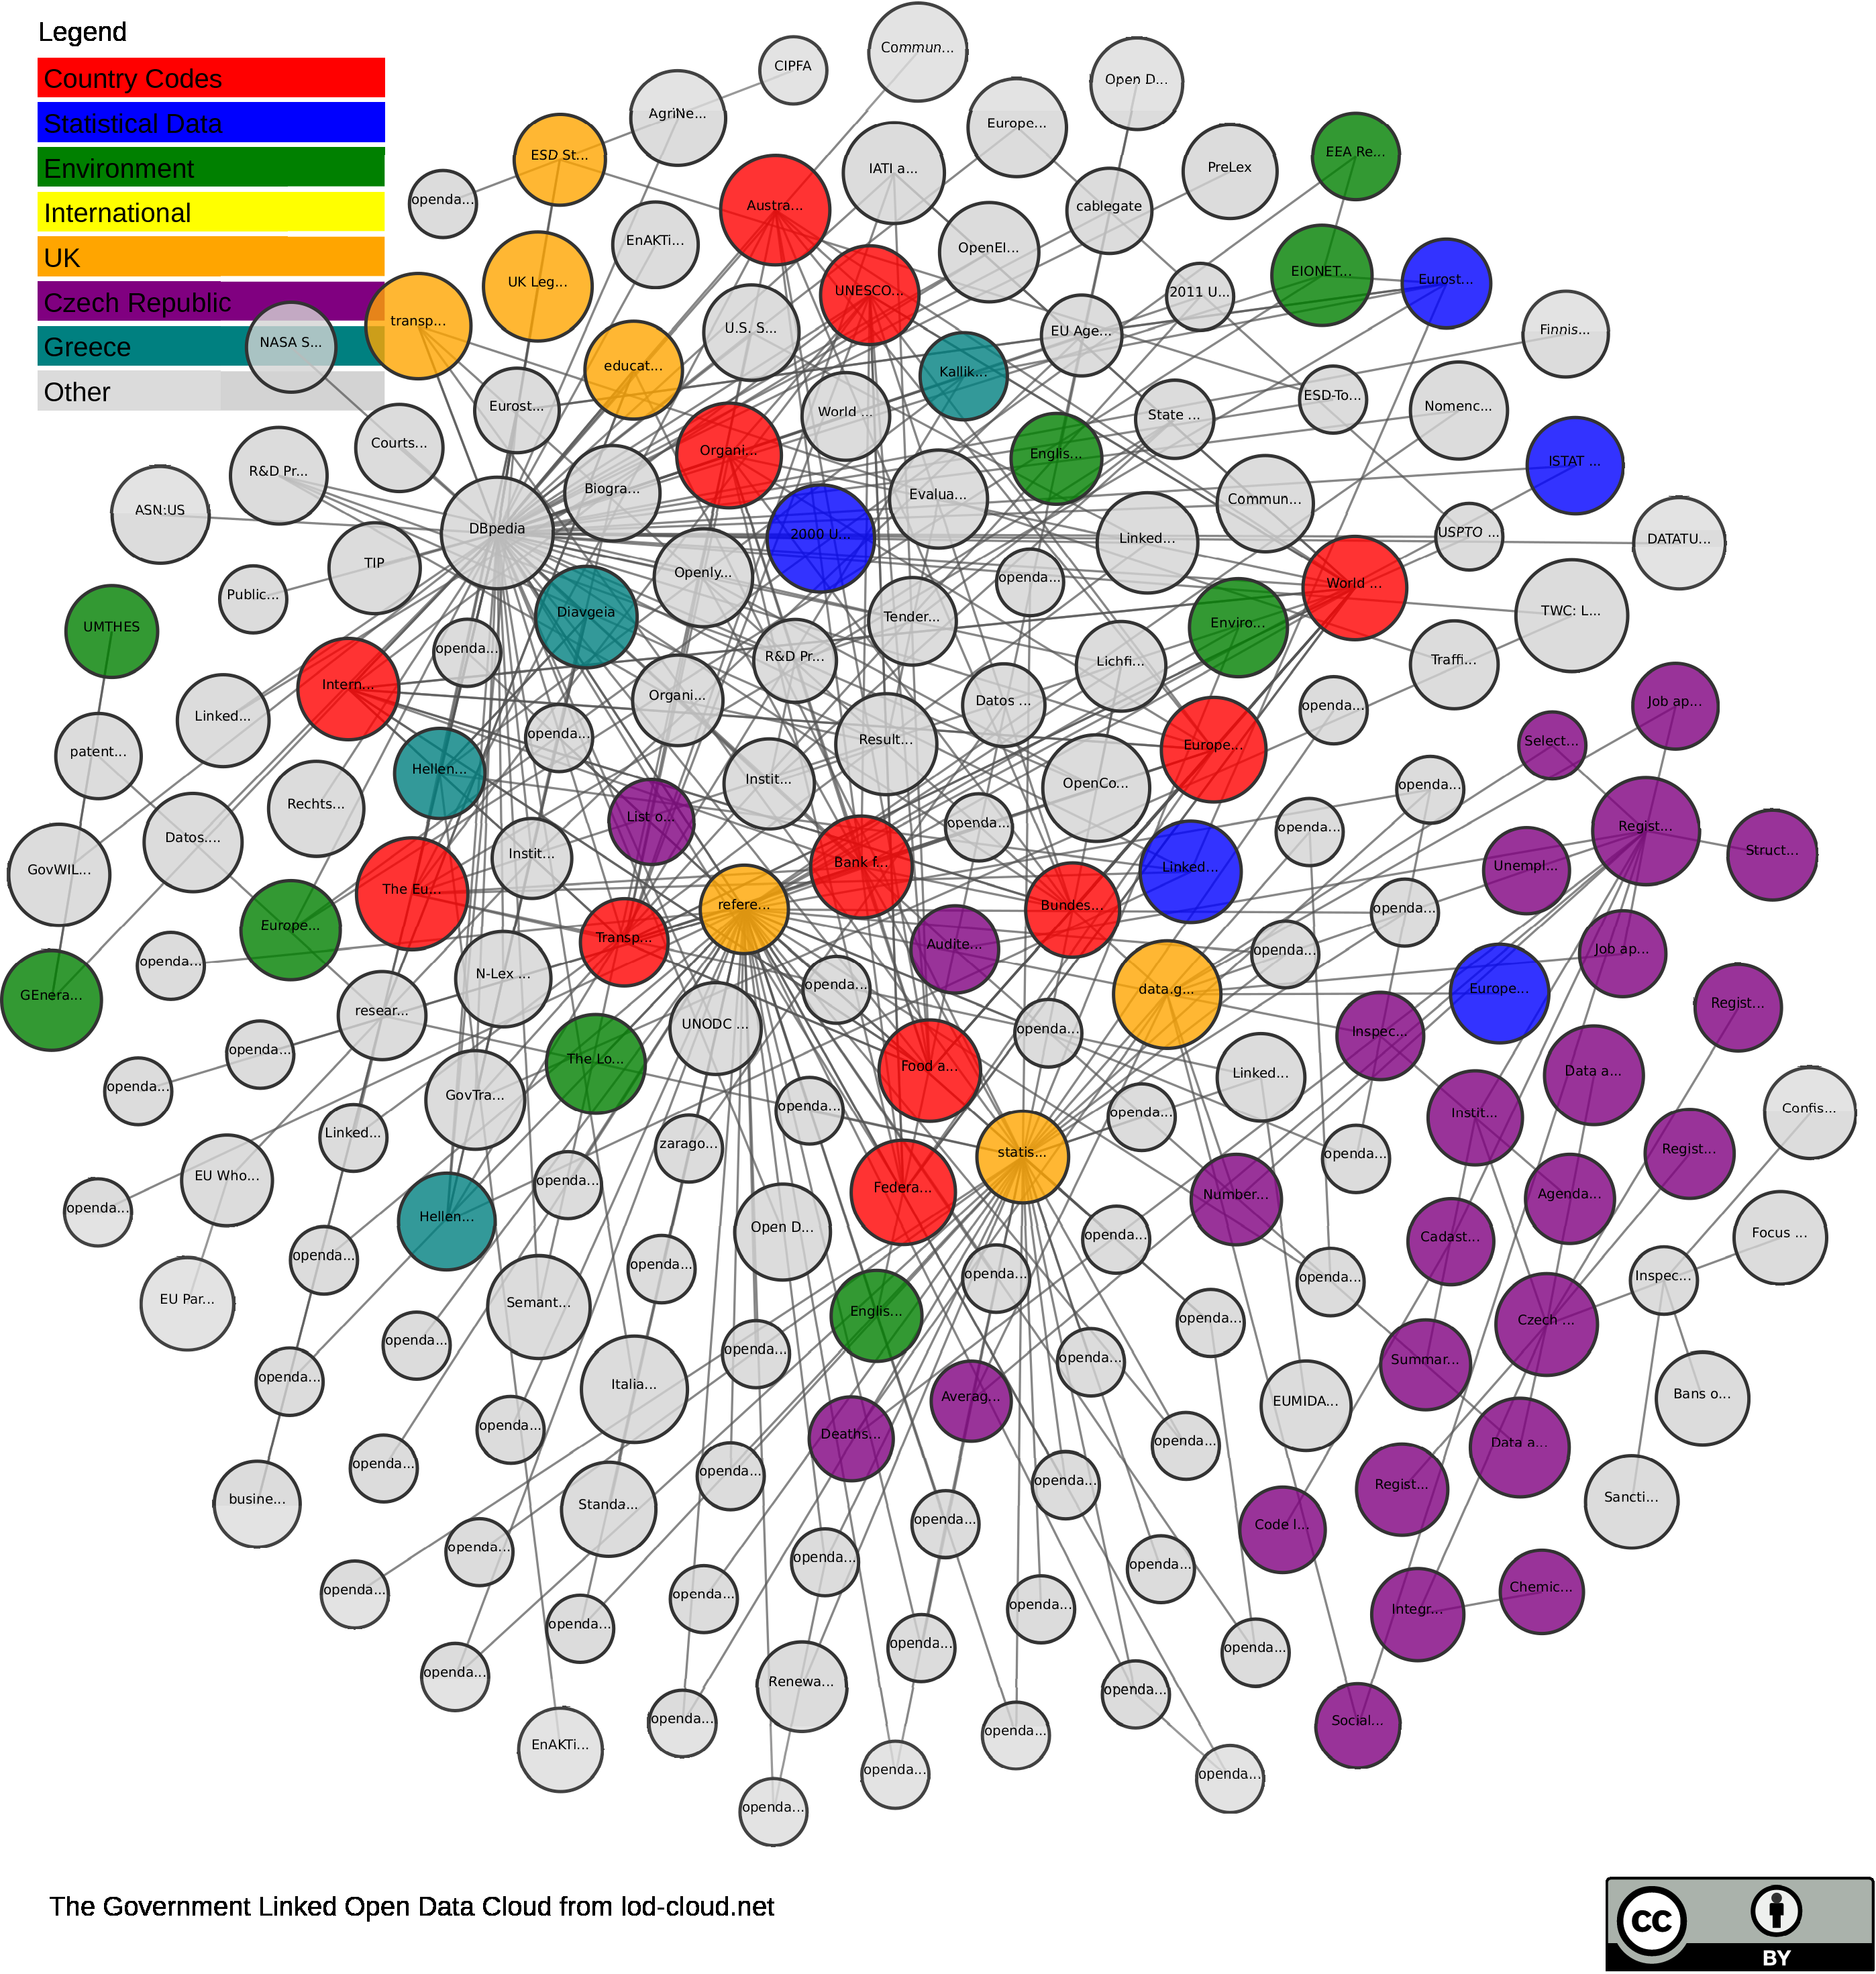 Legend
Country Codes
Statistical Data
Environment
International
UK
Czech Republic
Greece
Other
Commun...
CIPFA
Open D...
AgriNe...
Europe...
ESD St...
EEA Re...
IATI a...
PreLex
openda...
Austra...
cablegate
EnAKTi...
OpenEI...
EIONET...
UK Leg...
Eurost...
UNESCO...
2011 U...
transp...
U.S. S...
EU Age...
Finnis...
NASA S...
educat...
Kallik...
ESD-To...
Eurost...
World ...
State ...
Nomenc...
Courts...
Organi...
Englis...
R&D Pr...
ISTAT ...
Biogra...
Evalua...
Commun...
ASN:US
DBpedia
2000 U...
Linked...
USPTO ...
DATATU...
TIP
Openly...
openda...
World ...
Public...
Diavgeia
Tender...
TWC: L...
UMTHES
Enviro...
openda...
R&D Pr...
Lichfi...
Traffi...
Intern...
Organi...
Datos ...
Job ap...
Linked...
openda...
openda...
Result...
Europe...
Select...
patent...
Hellen...
Instit...
OpenCo...
openda...
Rechts...
List o...
openda...
openda...
Regist...
Datos....
Instit...
Bank f...
Linked...
Unempl...
Struct...
GovWIL...
The Eu...
refere...
Bundes...
openda...
Europe...
Transp...
Audite...
openda...
Job ap...
openda...
N-Lex ...
openda...
data.g...
Europe...
GEnera...
resear...
UNODC ...
openda...
Inspec...
Regist...
openda...
The Lo...
Food a...
Linked...
Data a...
openda...
GovTra...
openda...
openda...
Instit...
Confis...
Linked...
zarago...
statis...
openda...
Regist...
EU Who...
openda...
Federa...
Number...
Agenda...
openda...
Hellen...
Open D...
openda...
Cadast...
Focus ...
openda...
openda...
openda...
openda...
Inspec...
EU Par...
Semant...
Englis...
openda...
Czech ...
openda...
openda...
openda...
Summar...
openda...
Italia...
Averag...
EUMIDA...
Bans o...
openda...
Deaths...
openda...
Data a...
openda...
openda...
openda...
Regist...
busine...
Standa...
openda...
Code l...
Sancti...
openda...
openda...
openda...
openda...
openda...
openda...
Chemic...
openda...
openda...
Integr...
openda...
openda...
openda...
Renewa...
openda...
openda...
openda...
Social...
EnAKTi...
openda...
openda...
openda...
The Government Linked Open Data Cloud from lod-cloud.net
CC
BY